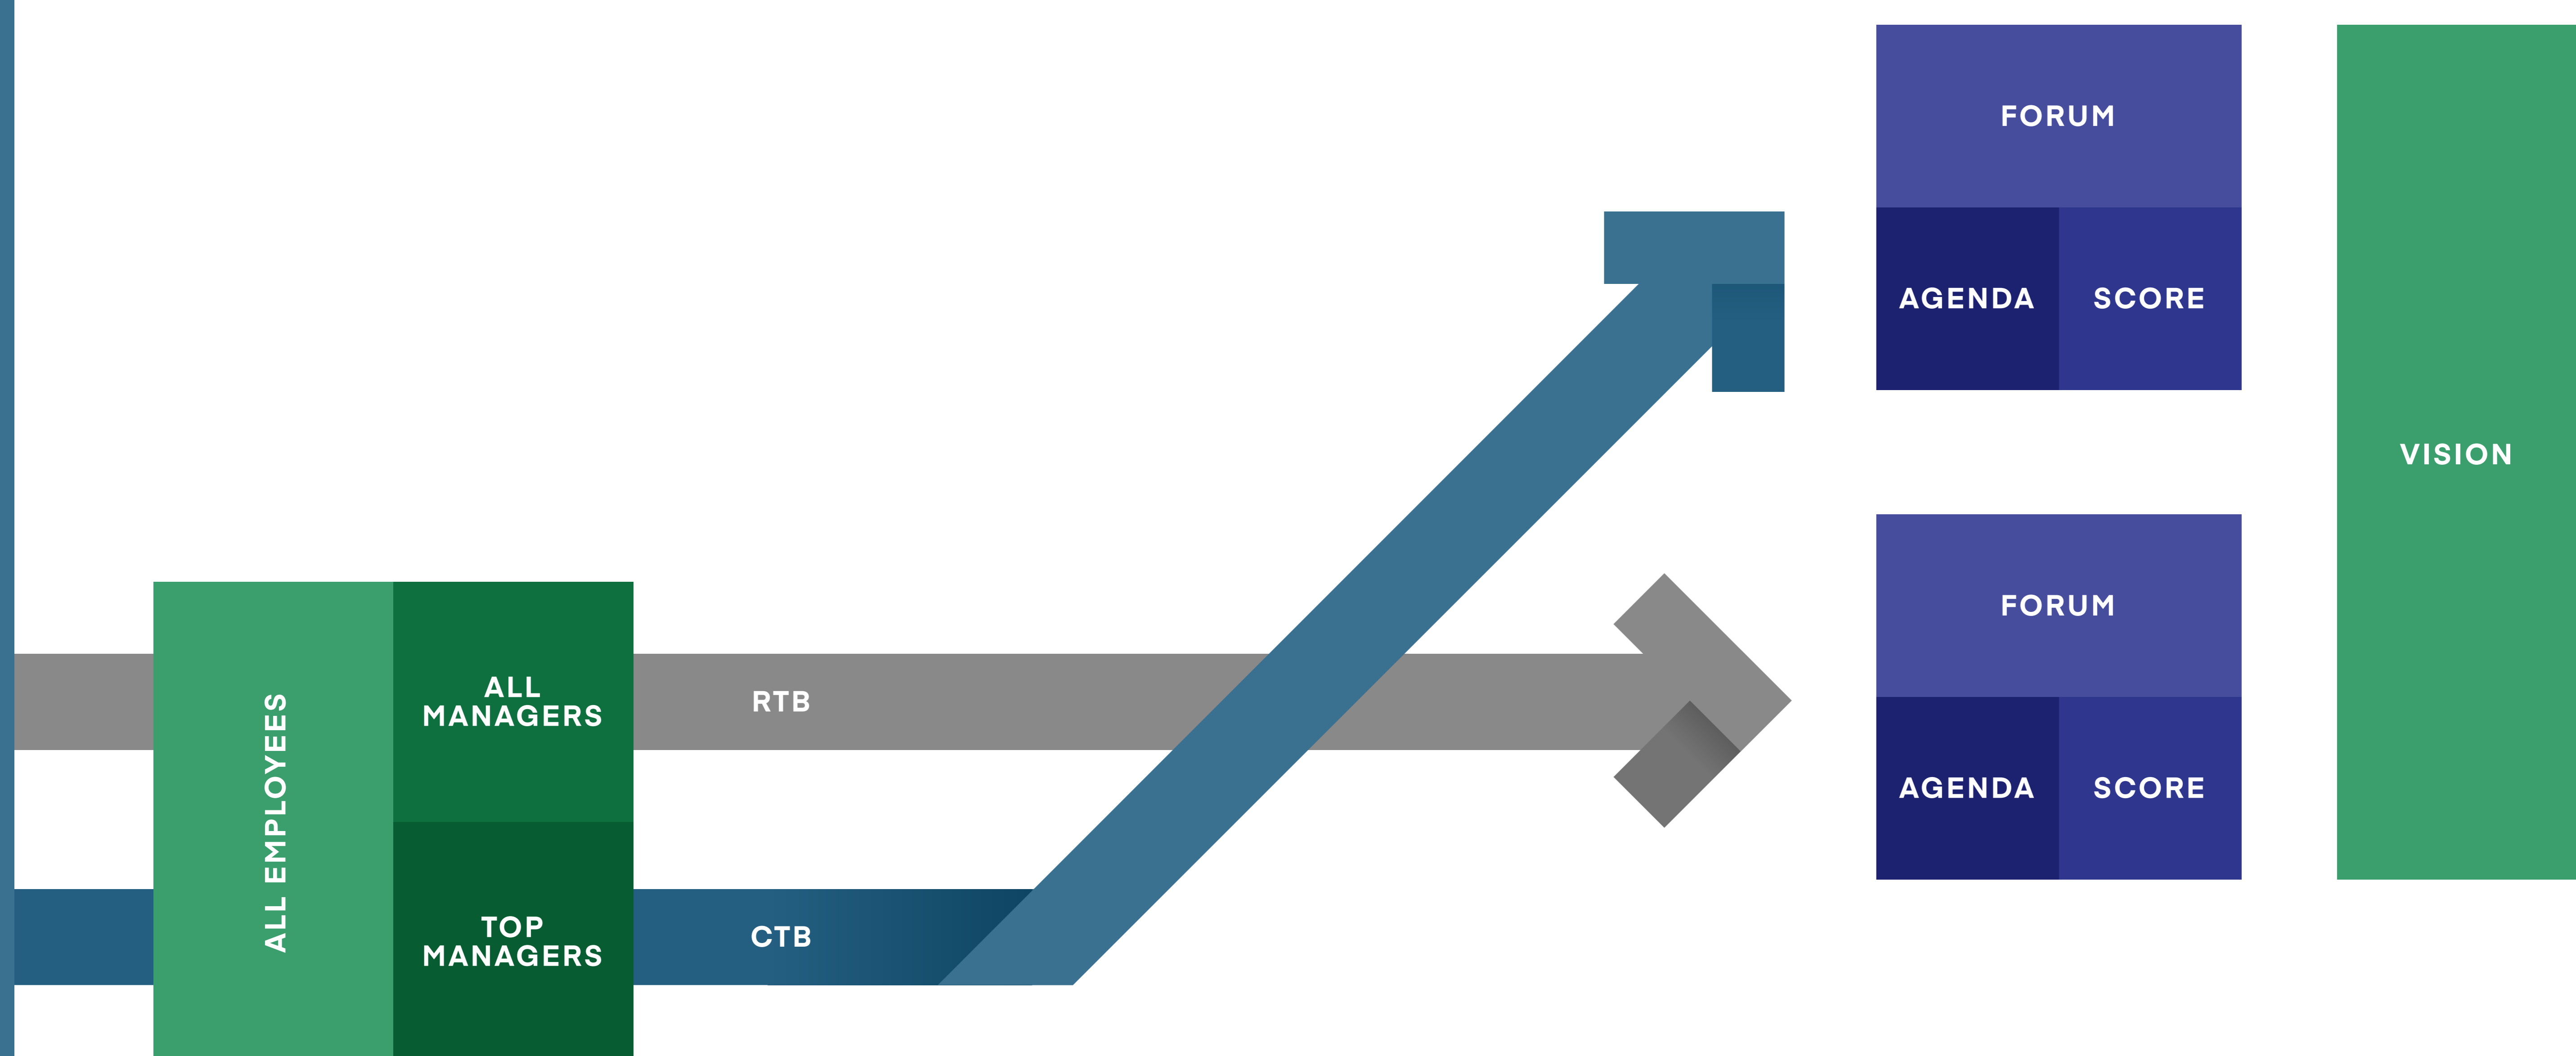 ALL EMPLOYEES
ALL
MANAGERS
TOP
MANAGERS
RTB
CTB
FORUM
AGENDA
SCORE
FORUM
AGENDA
SCORE
VISION